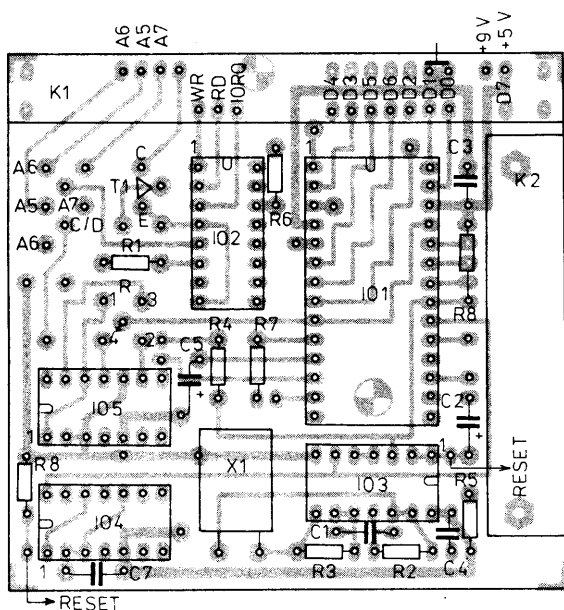 A6 A5 A7
+9V +5V
K1
WR RD IORQ
D4 D3 D5 D6 D2 D1 D0
D7
A6
C
1 U
1 U
C3
K2
T1
A5 A7
E
R6
C/D
IO2
A6
R1
R
IO1
1 3
R8
4 2
C5
R4 R7
+
IO5
C2
1
R8
X1
+
1
RESET
IO3
R5
IO4
C1
1
C7
R3 R2 C4
RESET